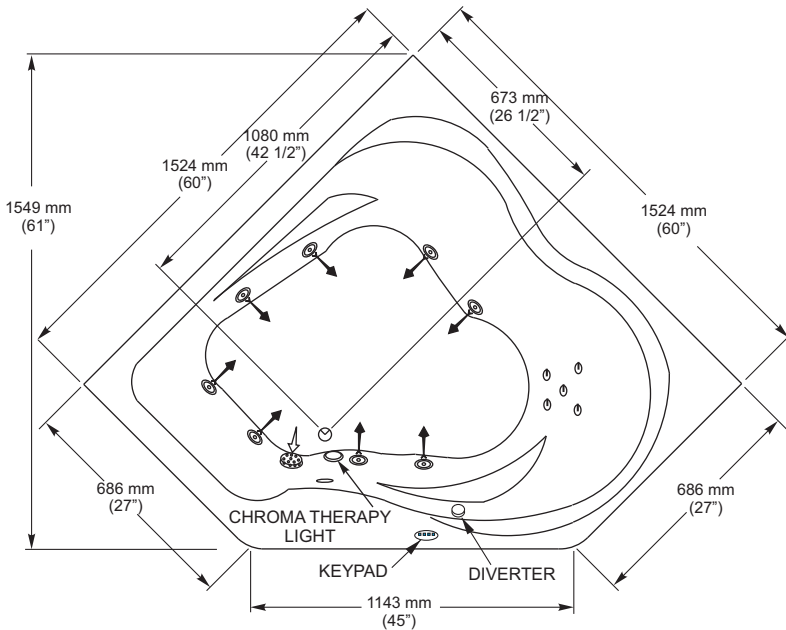 673 mm
(26 1/2”)
1080 mm
(42 1/2”)
1524 mm
(60”)
1549 mm
(61”)
1524 mm
(60”)
686 mm
(27”)
686 mm
(27”)
CHROMA THERAPY
LIGHT
KEYPAD
DIVERTER
1143 mm
(45”)